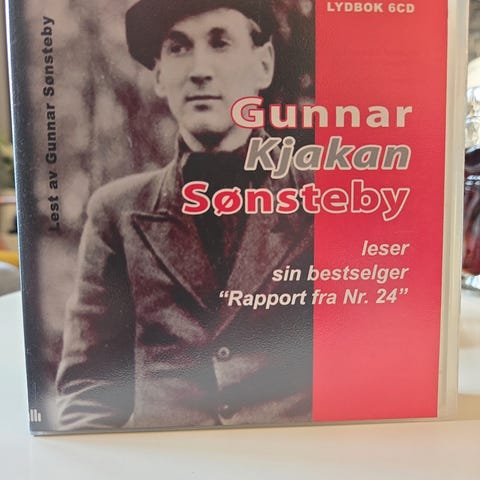 LYDBOK 6CD
Lest av Gunnar Sønsteby
Gunnar
Kjakan
Sønsteby
leser
sin bestselger
“Rapport fra Nr. 24”